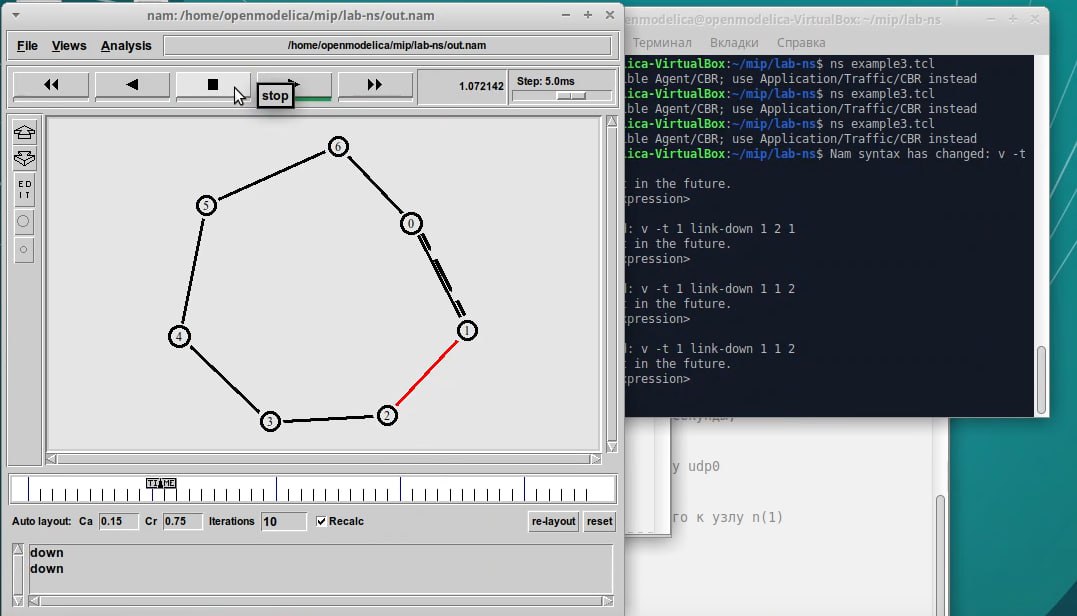 nam: /home/openmodelica/mip/lab-ns/out.nam
File Views Analysis
/home/openmodelica/mip/lab-ns/out.nam
1.072142
Step: 5.0ms
stop
ED
IT
6
0
5
1
4
2
3
TIME
Auto layout: Ca 0.15 Cr 0.75 Iterations 10 Recalc re-layout reset
down
down
enmodelica@openmodelica-VirtualBox: ~/mip/lab-ns
Терминал Вкладки Справка
ica-VirtualBox:~/mip/lab-ns$ ns example3.tcl
ble Agent/CBR; use Application/Traffic/CBR instead
ica-VirtualBox:~/mip/lab-ns$ ns example3.tcl
ble Agent/CBR; use Application/Traffic/CBR instead
ica-VirtualBox:~/mip/lab-ns$ ns example3.tcl
ble Agent/CBR; use Application/Traffic/CBR instead
ica-VirtualBox:~/mip/lab-ns$ Nam syntax has changed: v -t
in the future.
pression>
: v -t 1 link-down 1 2 1
in the future.
pression>
: v -t 1 link-down 1 1 2
in the future.
pression>
: v -t 1 link-down 1 1 2
in the future.
pression>
у udp0
го к узлу n(1)